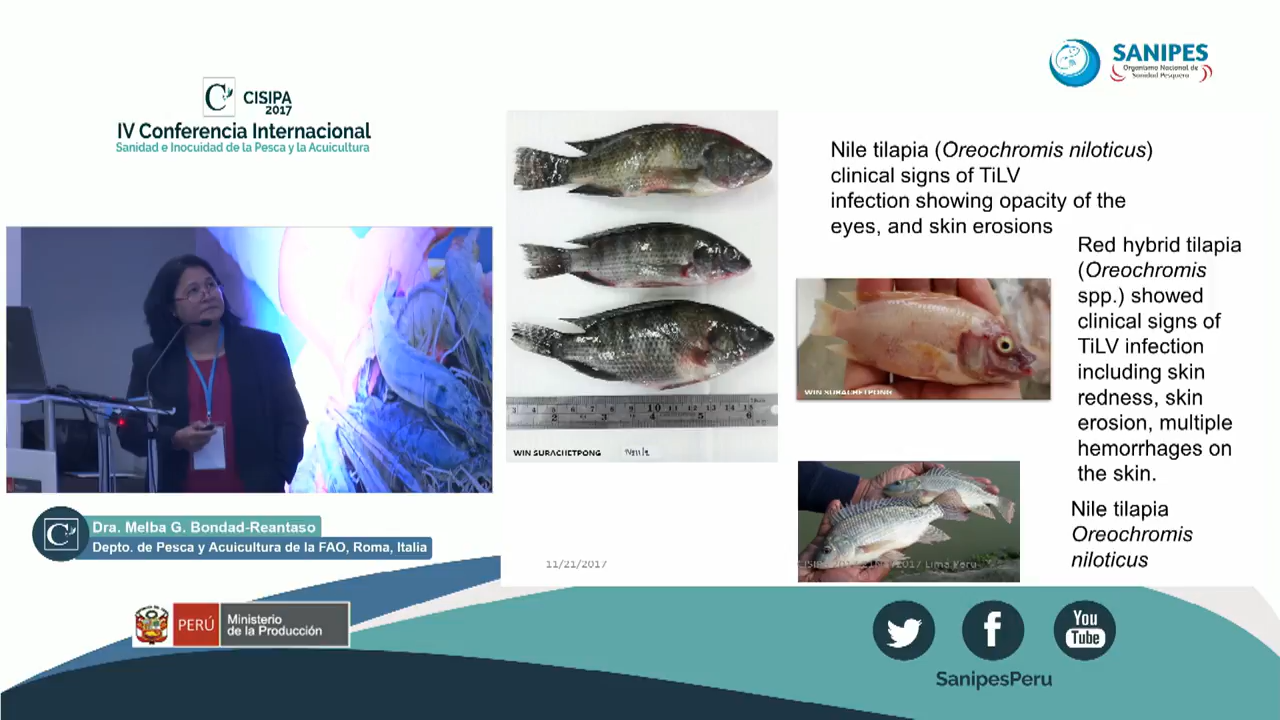 CISIPA
2017
IV Conferencia Internacional
Sanidad e Inocuidad de la Pesca y la Acuicultura
SANIPES
Organismo Nacional de
Sanidad Pesquera
Nile tilapia (Oreochromis niloticus)
clinical signs of TiLV
infection showing opacity of the
eyes, and skin erosions
Red hybrid tilapia
(Oreochromis
spp.) showed
clinical signs of
TiLV infection
including skin
redness, skin
erosion, multiple
hemorrhages on
the skin.
WIN SURACHETPONG
WIN SURACHETPONG
Nile tilapia
Oreochromis
niloticus
Dra. Melba G. Bondad-Reantaso
Depto. de Pesca y Acuicultura de la FAO, Roma, Italia
11/21/2017
2017 Lima Peru
PERÚ
Ministerio
de la Producción
You
Tube
SanipesPeru